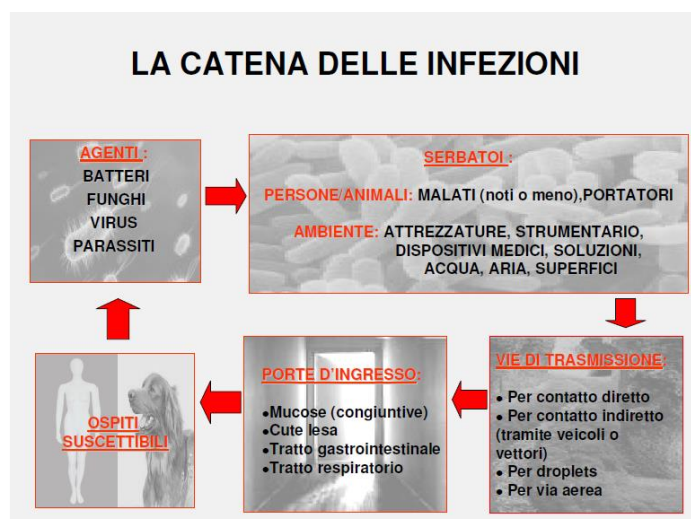 LA CATENA DELLE INFEZIONI
AGENTI :
BATTERI
FUNGHI
VIRUS
PARASSITI
SERBATOI :
PERSONE/ANIMALI: MALATI (noti o meno),PORTATORI
AMBIENTE: ATTREZZATURE, STRUMENTARIO,
DISPOSITIVI MEDICI, SOLUZIONI,
ACQUA, ARIA, SUPERFICI
VIE DI TRASMISSIONE:
• Per contatto diretto
• Per contatto indiretto
(tramite veicoli o
vettori)
• Per droplets
• Per via aerea
PORTE D'INGRESSO:
•Mucose (congiuntive)
•Cute lesa
•Tratto gastrointestinale
•Tratto respiratorio
OSPITI
SUSCETTIBILI